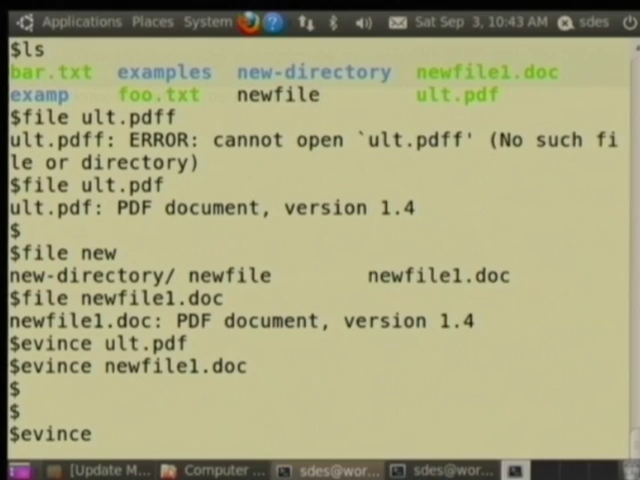 Applications Places System Sat Sep 3, 10:43 AM sdes
$ls
bar.txt examples new-directory newfile1.doc
examp foo.txt newfile ult.pdf
$file ult.pdff
ult.pdff: ERROR: cannot open `ult.pdff' (No such fi
le or directory)
$file ult.pdf
ult.pdf: PDF document, version 1.4
$
$file new
new-directory/ newfile newfile1.doc
$file newfile1.doc
newfile1.doc: PDF document, version 1.4
$evince ult.pdf
$evince newfile1.doc
$
$
$evince
[Update M... Computer ... sdes@wor... sdes@wor...